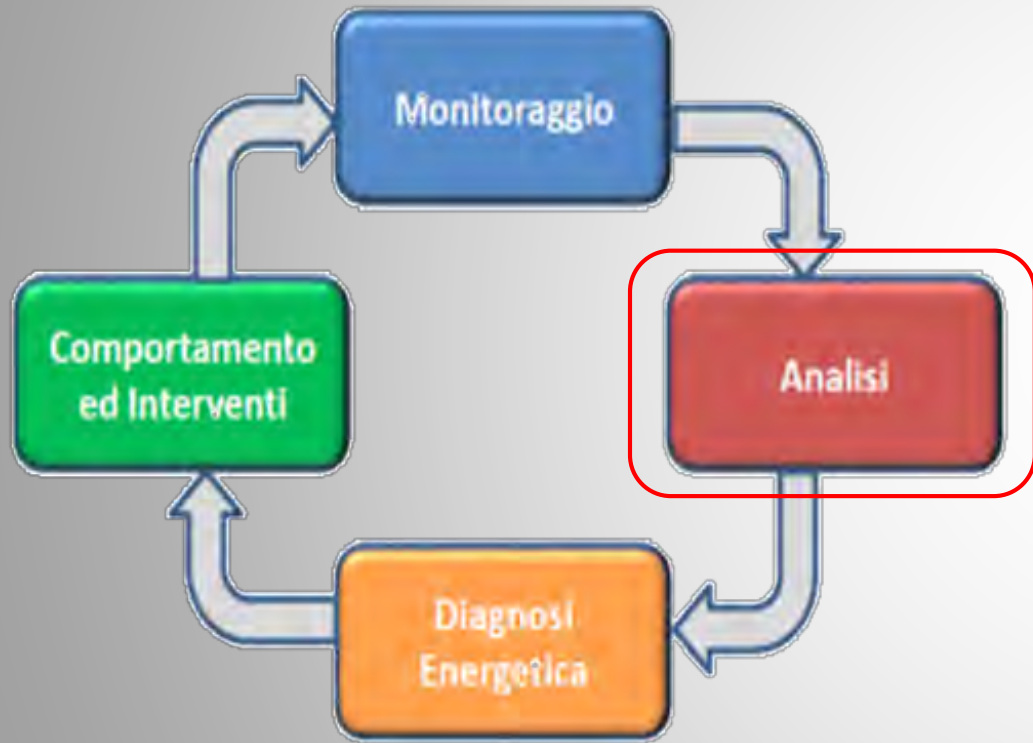 Monitoraggio
Analisi
Diagnosi
Energetica
Comportamento
ed Interventi